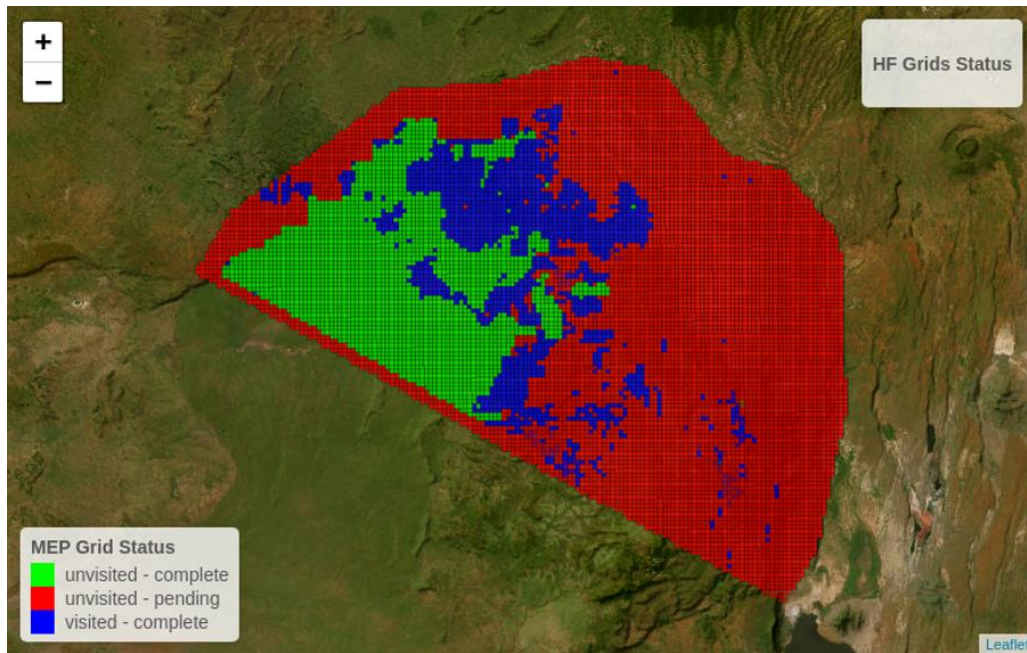 +
−
HF Grids Status
MEP Grid Status
unvisited - complete
unvisited - pending
visited - complete
Leaflet